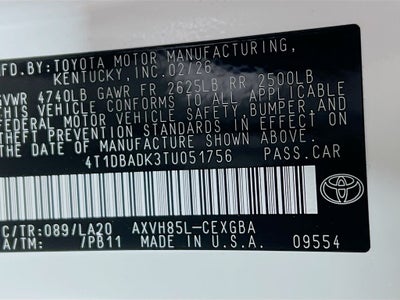 MFD.BY:TOYOTA MOTOR MANUFACTURING,
KENTUCKY,INC.02/26
GVWR 4740LB GAWR FR 2625LB RR 2500LB
THIS VEHICLE CONFORMS TO ALL APPLICABLE
FEDERAL MOTOR VEHICLE SAFETY, BUMPER, AND
THEFT PREVENTION STANDARDS IN EFFECT ON
THE DATE OF MANUFACTURE SHOWN ABOVE.
4T1DBADK3TU051756 PASS.CAR
C/TR:089/LA20 AXVH85L-CEXGBA
A/TM: /PB11 MADE IN U.S.A. 09554